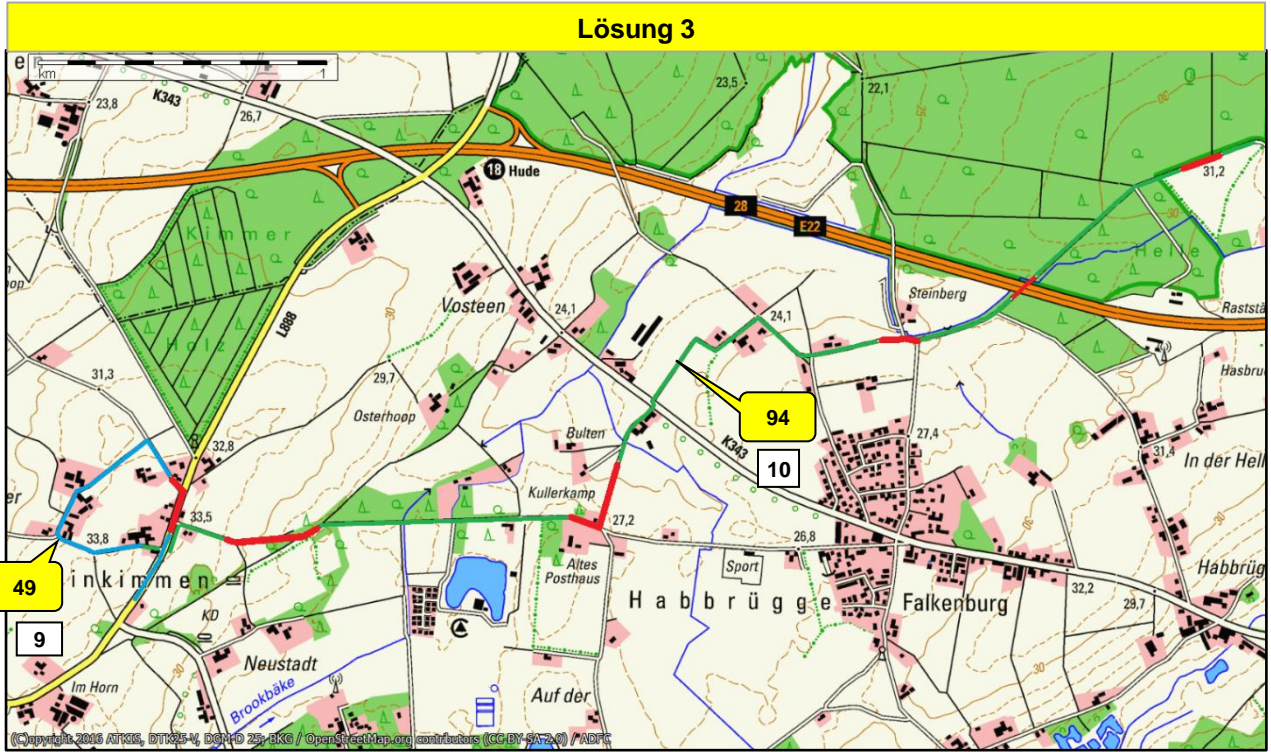 Lösung 3
er
km 1
K343
23,8
26,7
23,5
22,1
18 Hude
28
E22
31,2
Kimmer
Holz
L888
Vosteen
24,1
24,1
Steinberg
Helle
31,3
29,7
Osterhoop
94
K343
10
27,4
Bulten
Kullerkamp
31,4
In der Hell
32,8
33,5
33,8
27,2
26,8
49
inkimmen
9
KD
Altes
Posthaus
Sport
Habbrügge
Falkenburg
32,2
29,7
Habbrüg
Neustadt
Im Horn
Brookbäke
Auf der
30
30
30
(C)opyright 2016 ATKIS, DTK25-V, DGM-D 25; BKG / OpenStreetMap.org contributors (CC-BY-SA-2.0) / ADFC